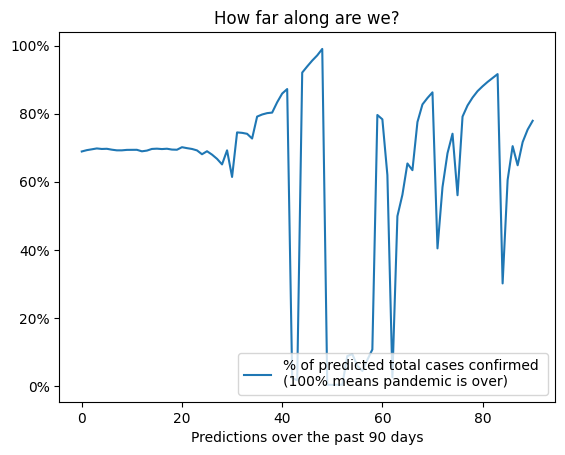 How far along are we?
100%
80%
60%
40%
20%
0%
% of predicted total cases confirmed
(100% means pandemic is over)
0
20
40
60
80
Predictions over the past 90 days